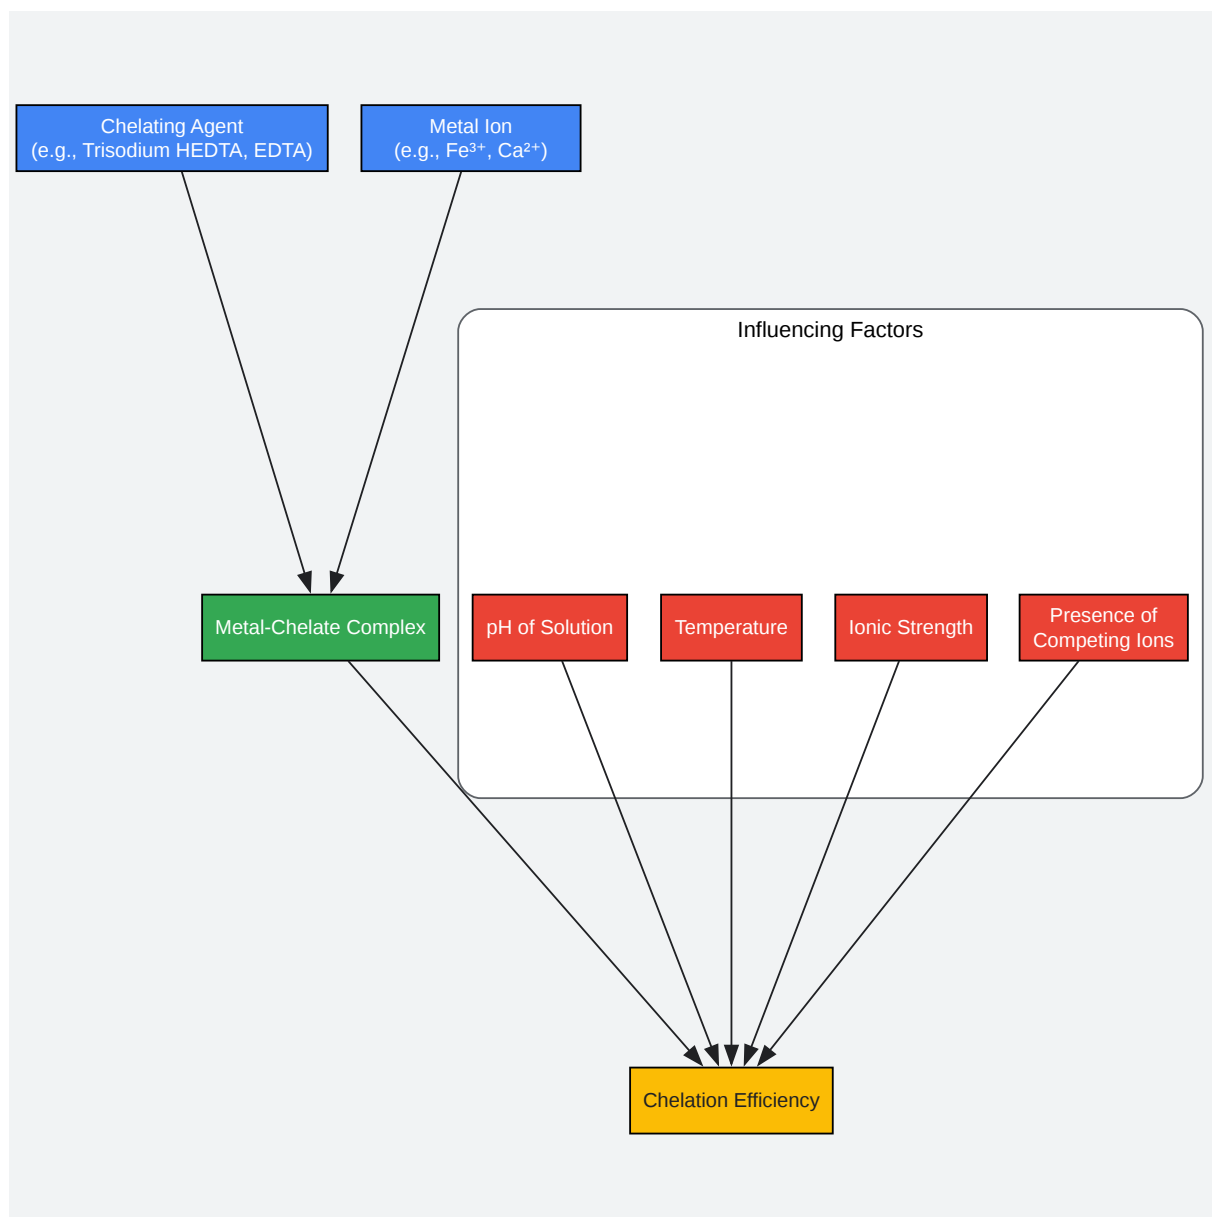 Chelating Agent
(e.g., Trisodium HEDTA, EDTA)
Metal Ion
(e.g., Fe³⁺, Ca²⁺)
Influencing Factors
Metal-Chelate Complex
pH of Solution
Temperature
Ionic Strength
Presence of
Competing Ions
Chelation Efficiency